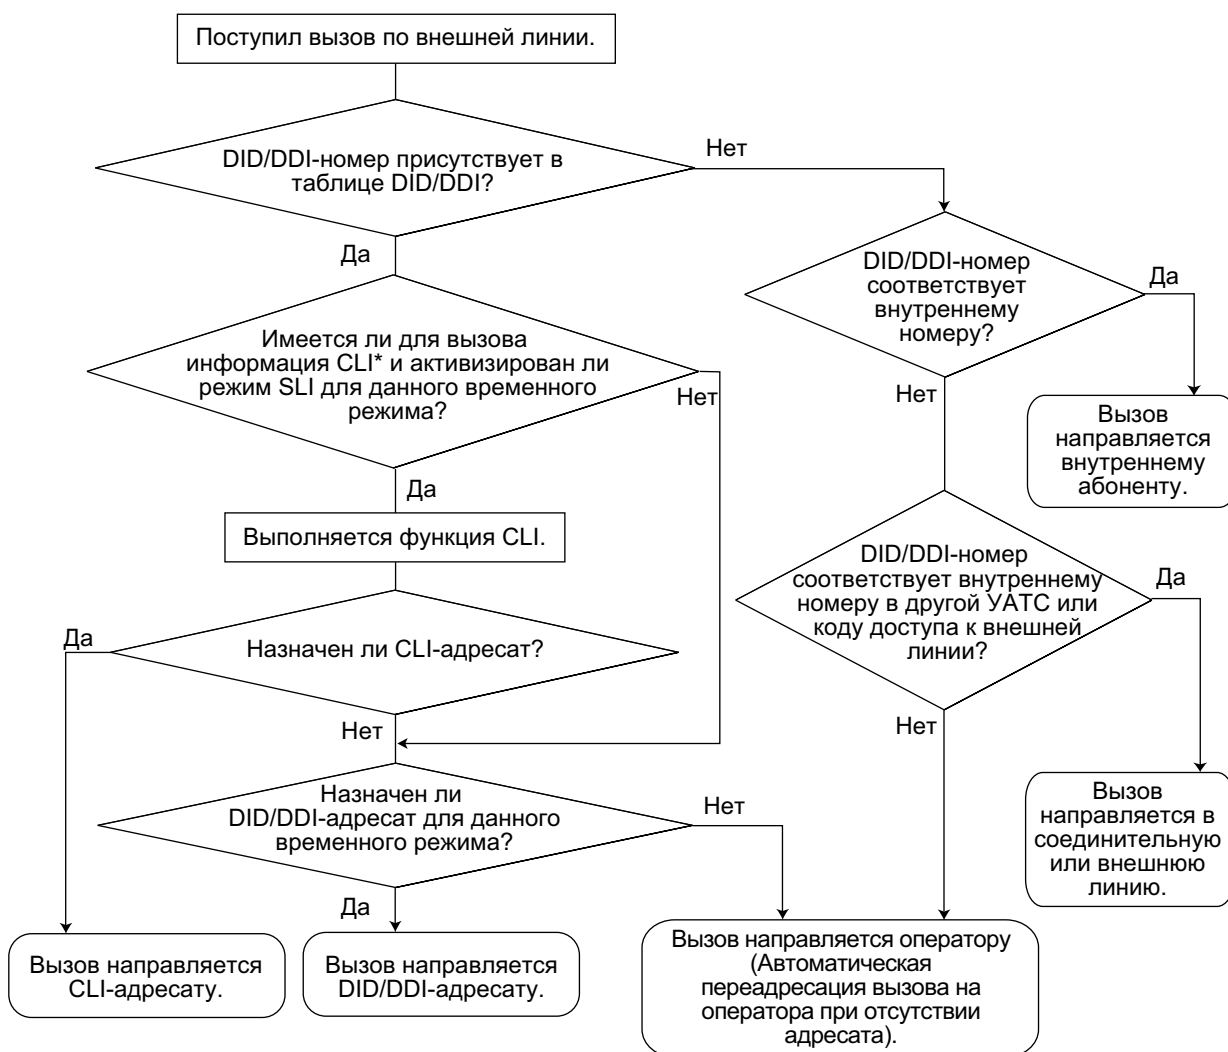 Поступил вызов по внешней линии.
DID/DDI-номер присутствует в
таблице DID/DDI?
Нет
Да
DID/DDI-номер
соответствует
внутреннему
номеру?
Да
Имеется ли для вызова
информация CLI* и активизирован ли
режим SLI для данного временного
режима?
Нет
Нет
Вызов
направляется
внутреннему
абоненту.
Да
Выполняется функция CLI.
DID/DDI-номер
соответствует внутреннему
номеру в другой УАТС или
коду доступа к внешней
линии?
Да
Да
Назначен ли CLI-адресат?
Нет
Нет
Назначен ли
DID/DDI-адресат для данного
временного режима?
Нет
Вызов
направляется в
соединительную
или внешнюю
линию.
Да
Вызов направляется
CLI-адресату.
Вызов направляется
DID/DDI-адресату.
Вызов направляется оператору
(Автоматическая
переадресация вызова на
оператора при отсутствии
адресата).